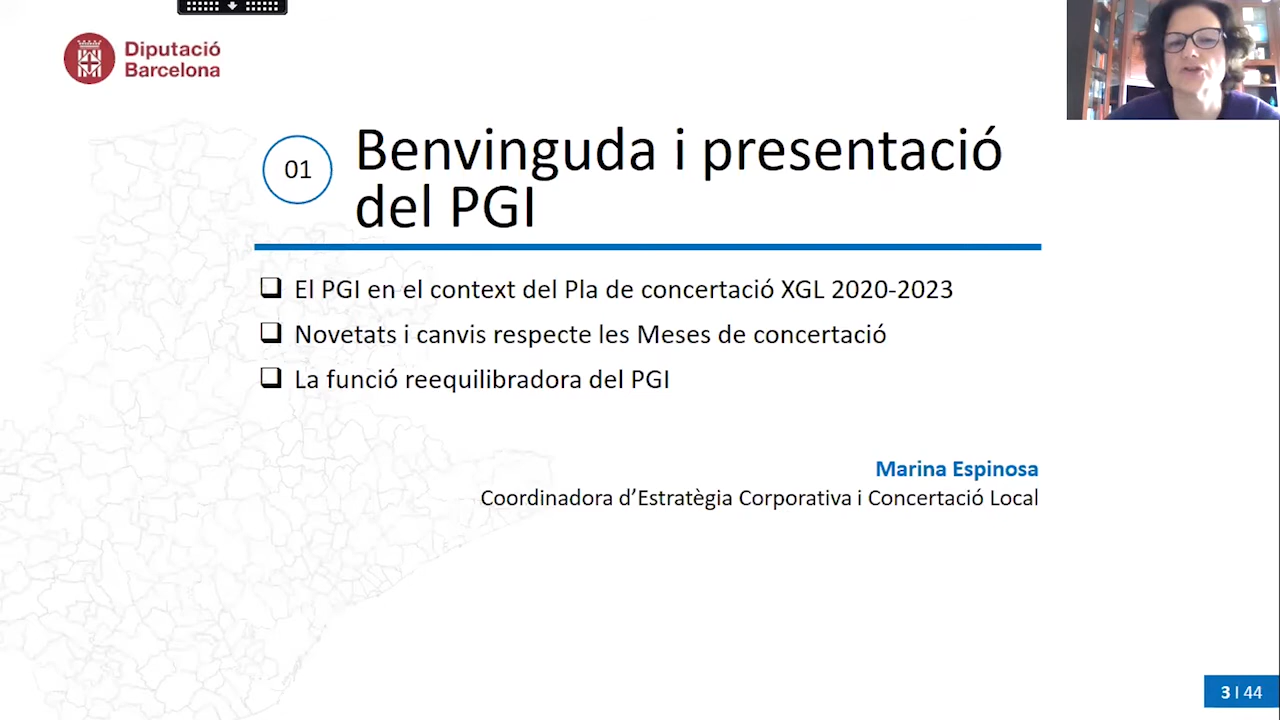 Diputació
Barcelona
01
Benvinguda i presentació
del PGI
El PGI en el context del Pla de concertació XGL 2020-2023
Novetats i canvis respecte les Meses de concertació
La funció reequilibradora del PGI
Marina Espinosa
Coordinadora d’Estratègia Corporativa i Concertació Local
3 I 44